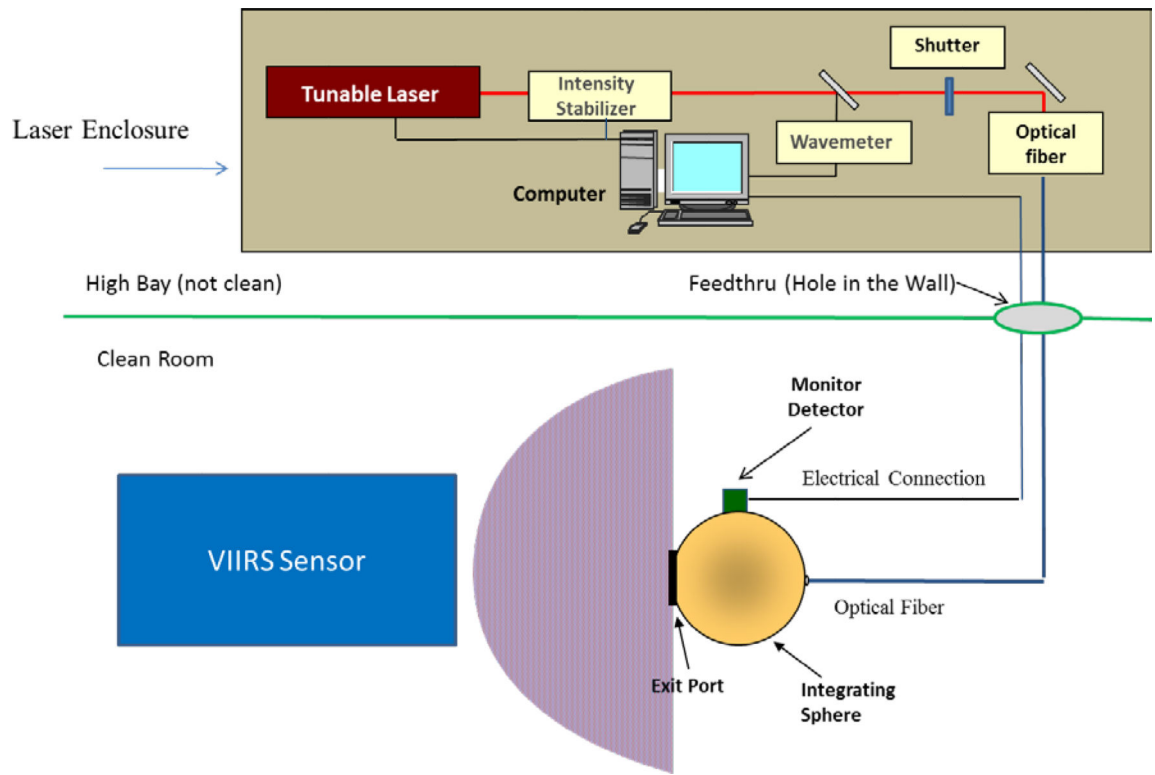 Shutter
Tunable Laser
Intensity
Stabilizer
Laser Enclosure
Wavemeter
Optical
fiber
Computer
High Bay (not clean)
Feedthru (Hole in the Wall)
Clean Room
Monitor
Detector
Electrical Connection
VIIRS Sensor
Optical Fiber
Exit Port
Integrating
Sphere